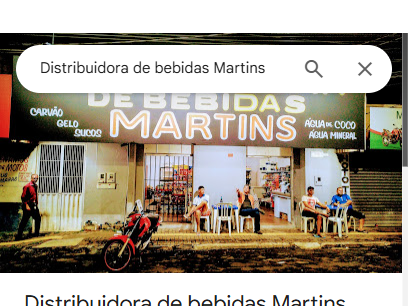 Distribuidora de bebidas Martins
DE BEBIDAS
MARTINS
CARVÃO
GELO
SUCOS
ÁGUA DE COCO
ÁGUA MINERAL
Distribuidora de bebidas Martins